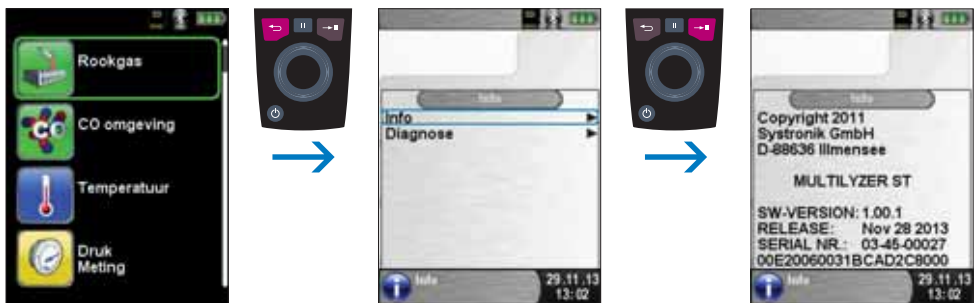 Rookgas
CO
CO omgeving
Temperatuur
Druk
Meting
Info
Info
Diagnose
Info
29.11.13
13:02
Info
Copyright 2011
Systronik GmbH
D-88636 Illmensee
MULTILYZER ST
SW-VERSION: 1.00.1
RELEASE: Nov 28 2013
SERIAL NR.: 03-45-00027
00E20060031BCAD2C8000
Info
29.11.13
13:02